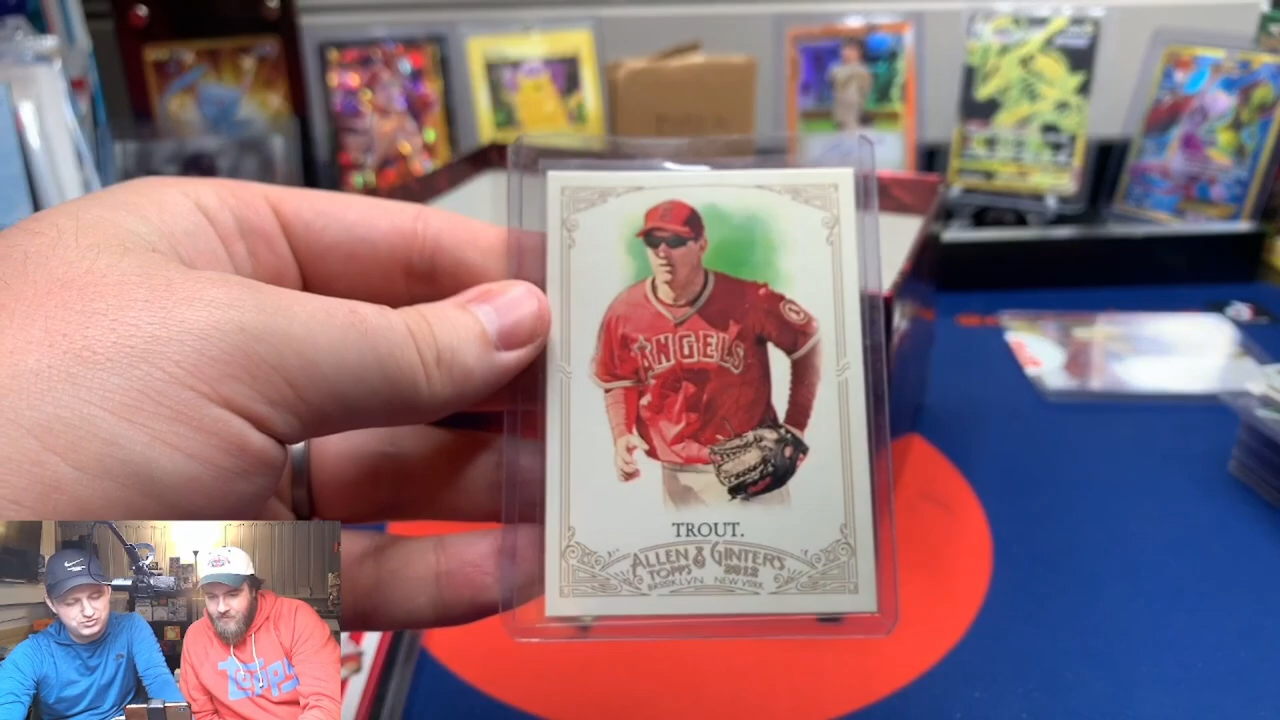 ANGELS
TROUT.
ALLEN & GINTER'S
TOPPS 2012
BROOKLYN, NEW YORK
TOPPS